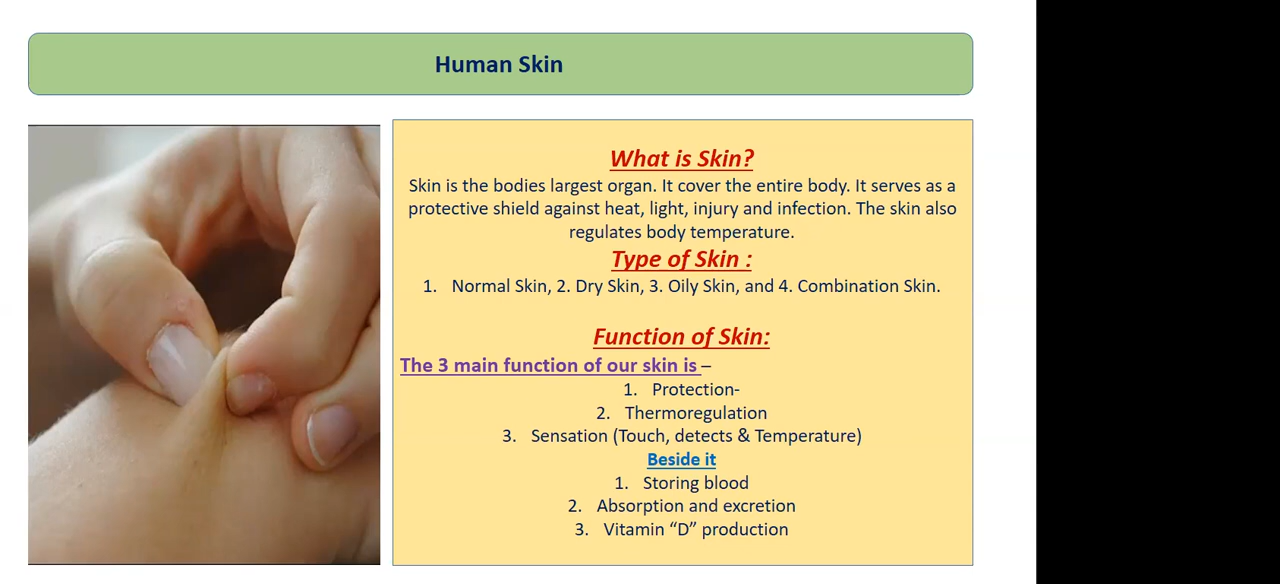 Human Skin
What is Skin?
Skin is the bodies largest organ. It cover the entire body. It serves as a
protective shield against heat, light, injury and infection. The skin also
regulates body temperature.
Type of Skin :
1. Normal Skin, 2. Dry Skin, 3. Oily Skin, and 4. Combination Skin.
Function of Skin:
The 3 main function of our skin is –
1. Protection-
2. Thermoregulation
3. Sensation (Touch, detects & Temperature)
Beside it
1. Storing blood
2. Absorption and excretion
3. Vitamin “D” production